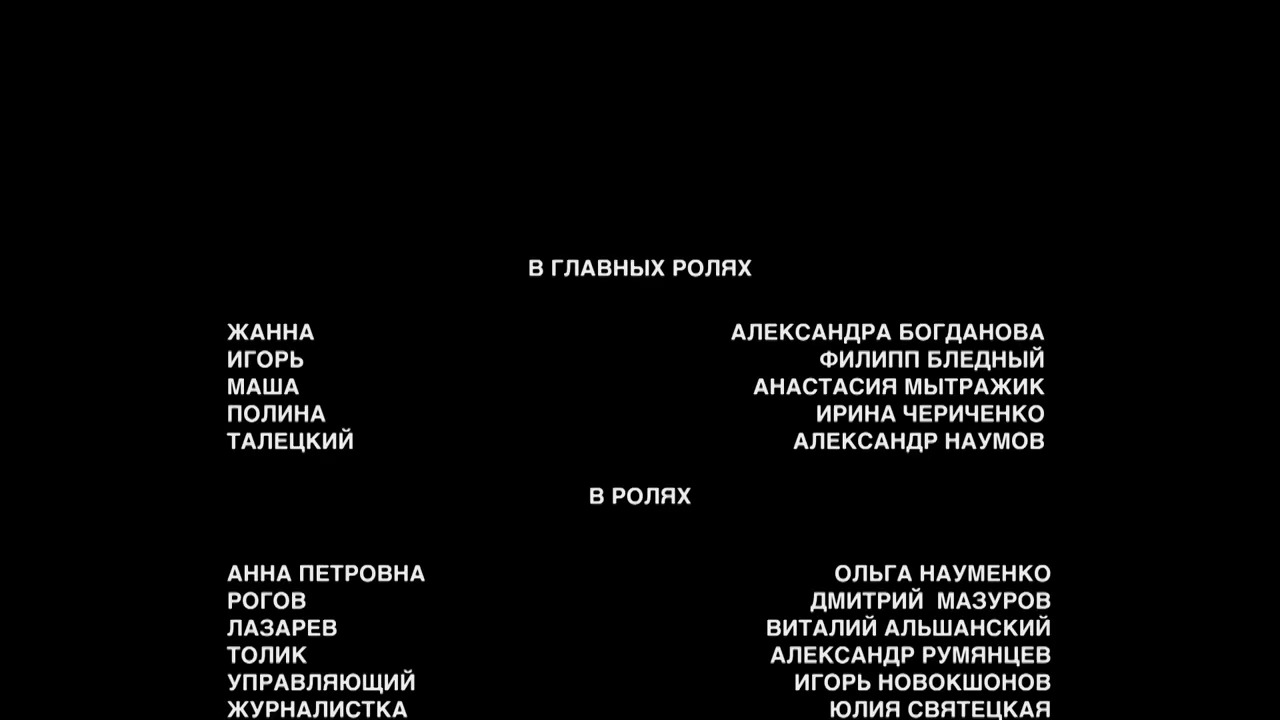 В ГЛАВНЫХ РОЛЯХ
ЖАННА АЛЕКСАНДРА БОГДАНОВА
ИГОРЬ ФИЛИПП БЛЕДНЫЙ
МАША АНАСТАСИЯ МЫТРАЖИК
ПОЛИНА ИРИНА ЧЕРИЧЕНКО
ТАЛЕЦКИЙ АЛЕКСАНДР НАУМОВ
В РОЛЯХ
АННА ПЕТРОВНА ОЛЬГА НАУМЕНКО
РОГОВ ДМИТРИЙ МАЗУРОВ
ЛАЗАРЕВ ВИТАЛИЙ АЛЬШАНСКИЙ
ТОЛИК АЛЕКСАНДР РУМЯНЦЕВ
УПРАВЛЯЮЩИЙ ИГОРЬ НОВОКШОНОВ
ЖУРНАЛИСТКА ЮЛИЯ СВЯТЕЦКАЯ